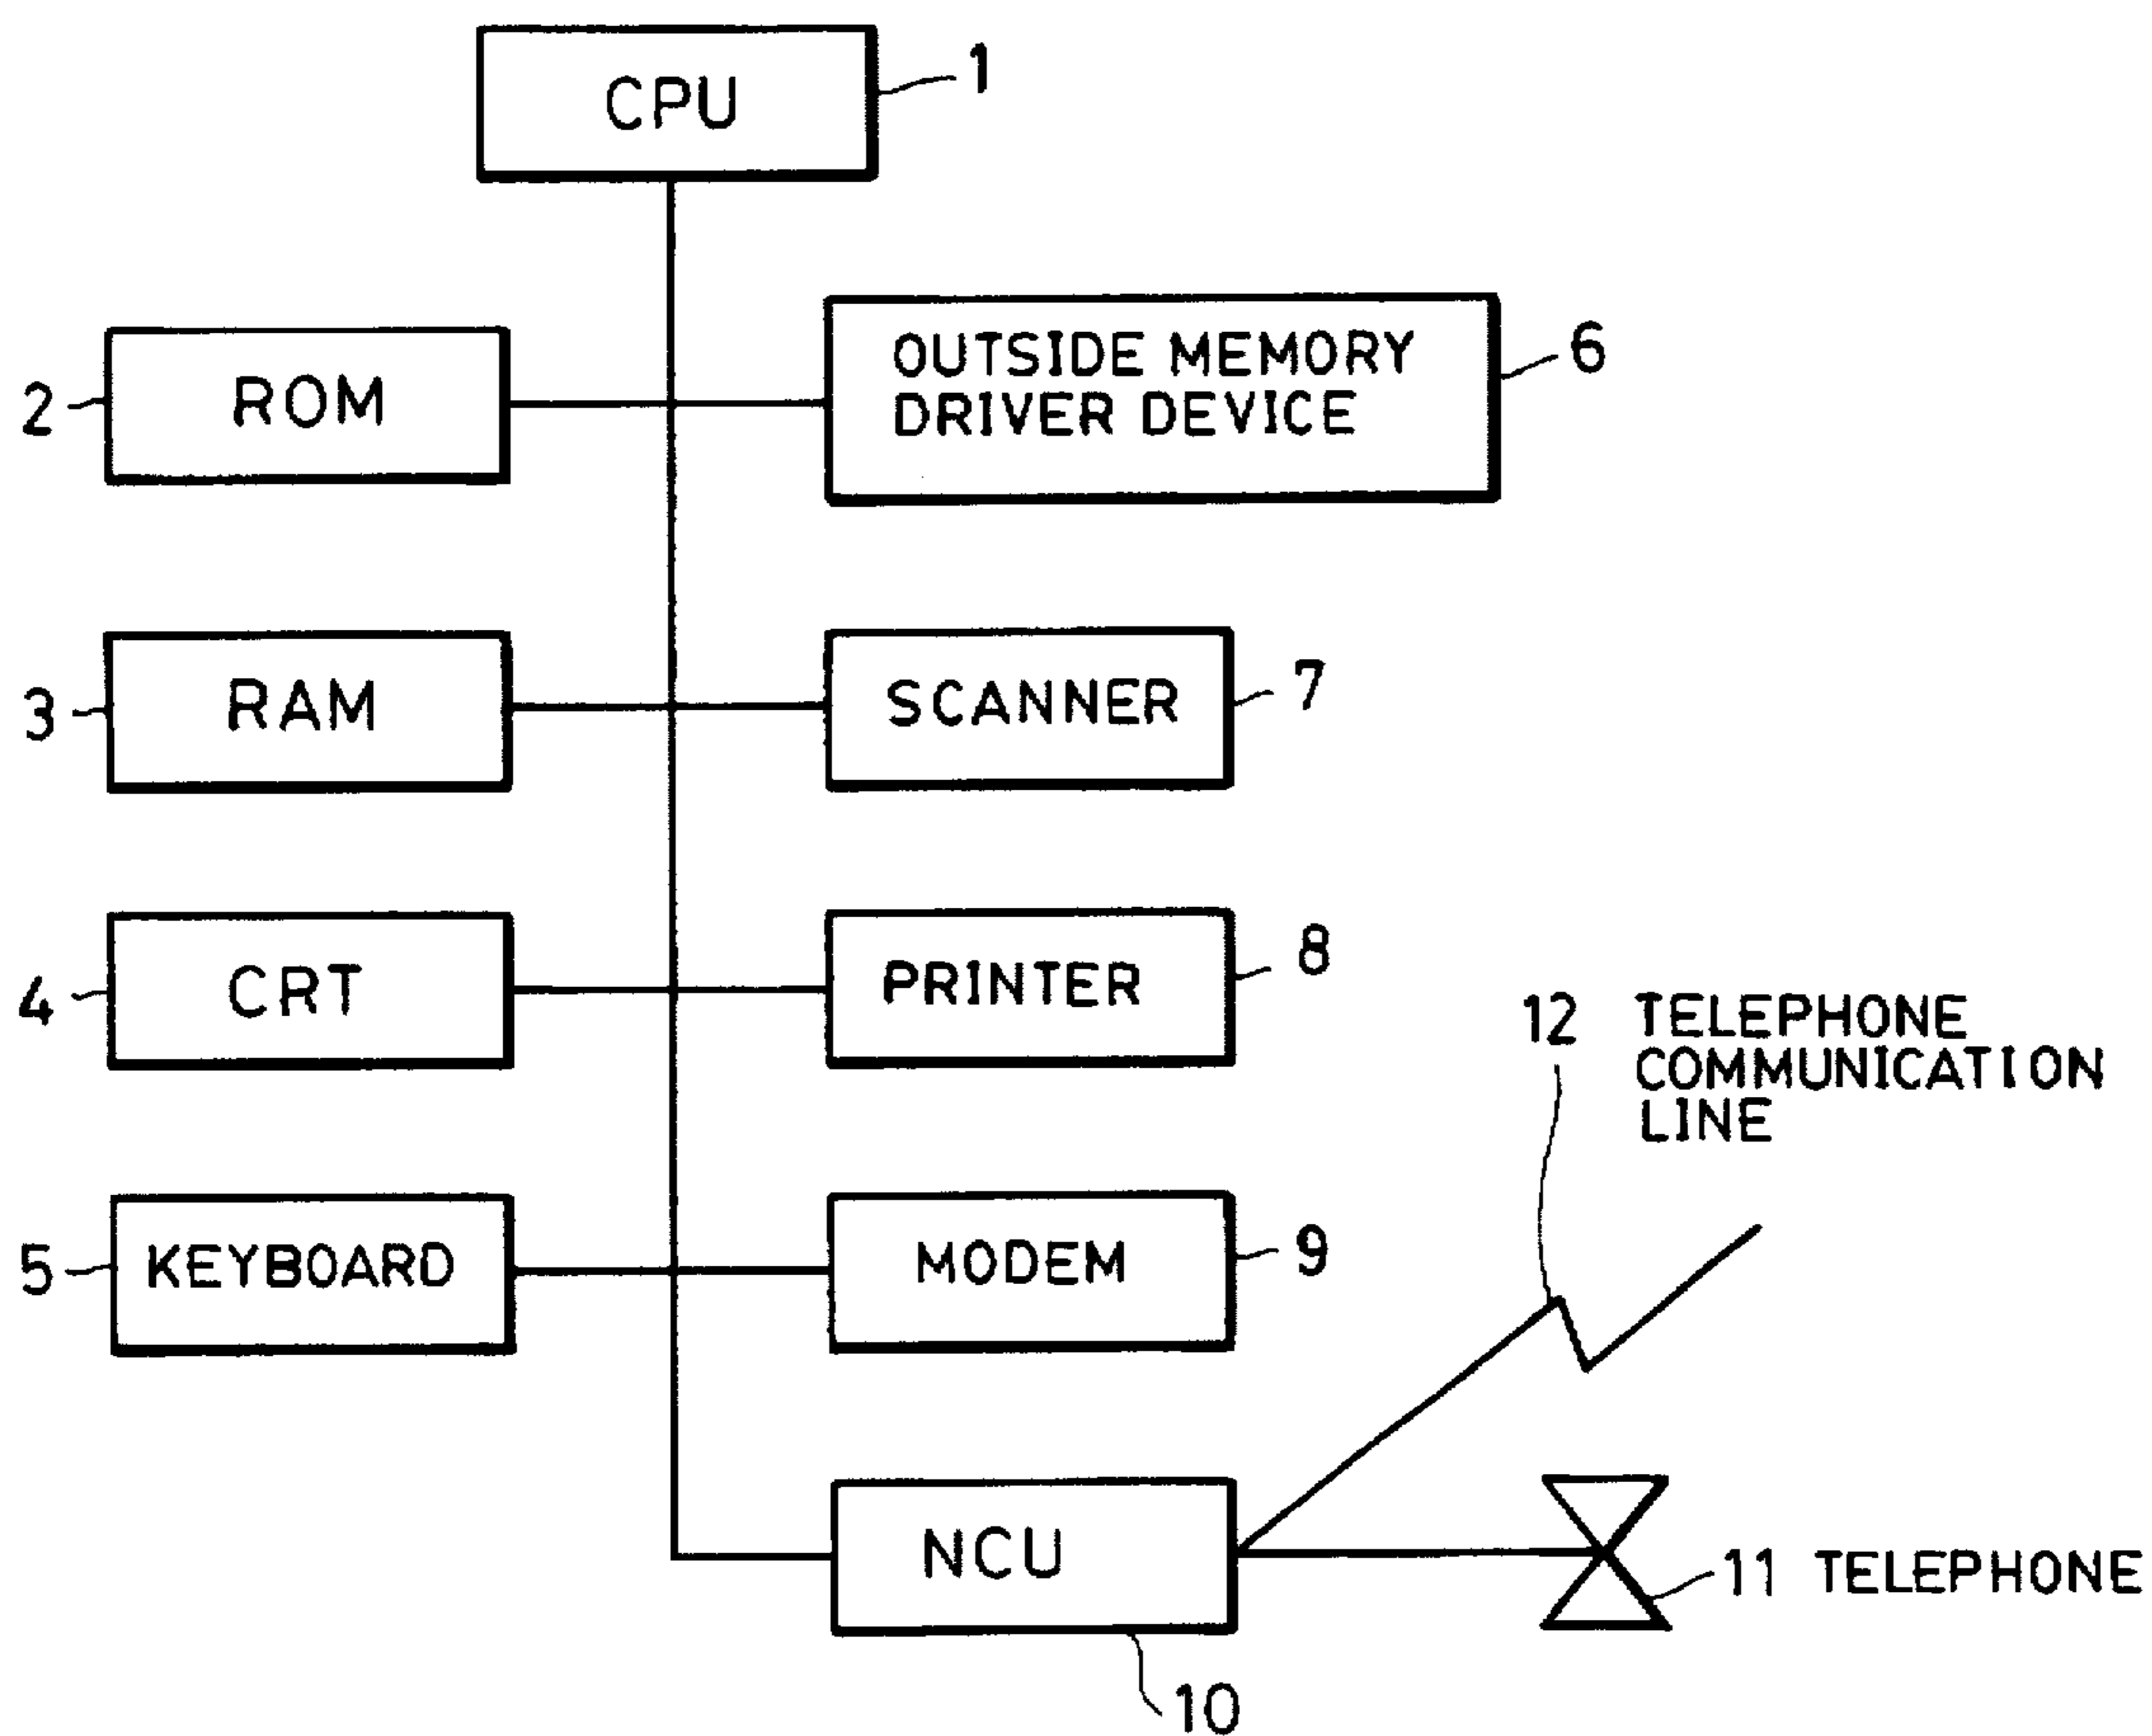 CPU
1
2
ROM
OUTSIDE MEMORY
DRIVER DEVICE
6
3
RAM
SCANNER
7
4
CRT
PRINTER
8
12
TELEPHONE
COMMUNICATION
LINE
5
KEYBOARD
MODEM
9
NCU
11 TELEPHONE
10